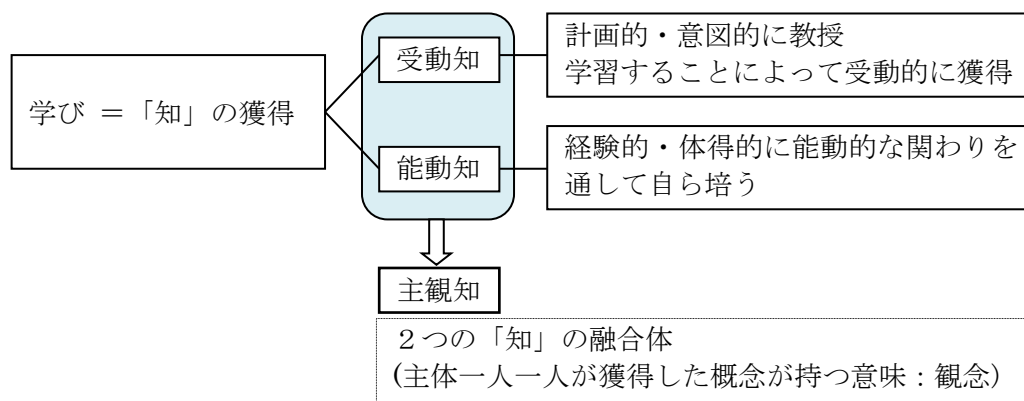 学び ＝「知」の獲得
受動知
計画的・意図的に教授
学習することによって受動的に獲得
能動知
経験的・体得的に能動的な関わりを
通して自ら培う
主観知
２つの「知」の融合体
(主体一人一人が獲得した概念が持つ意味：観念)